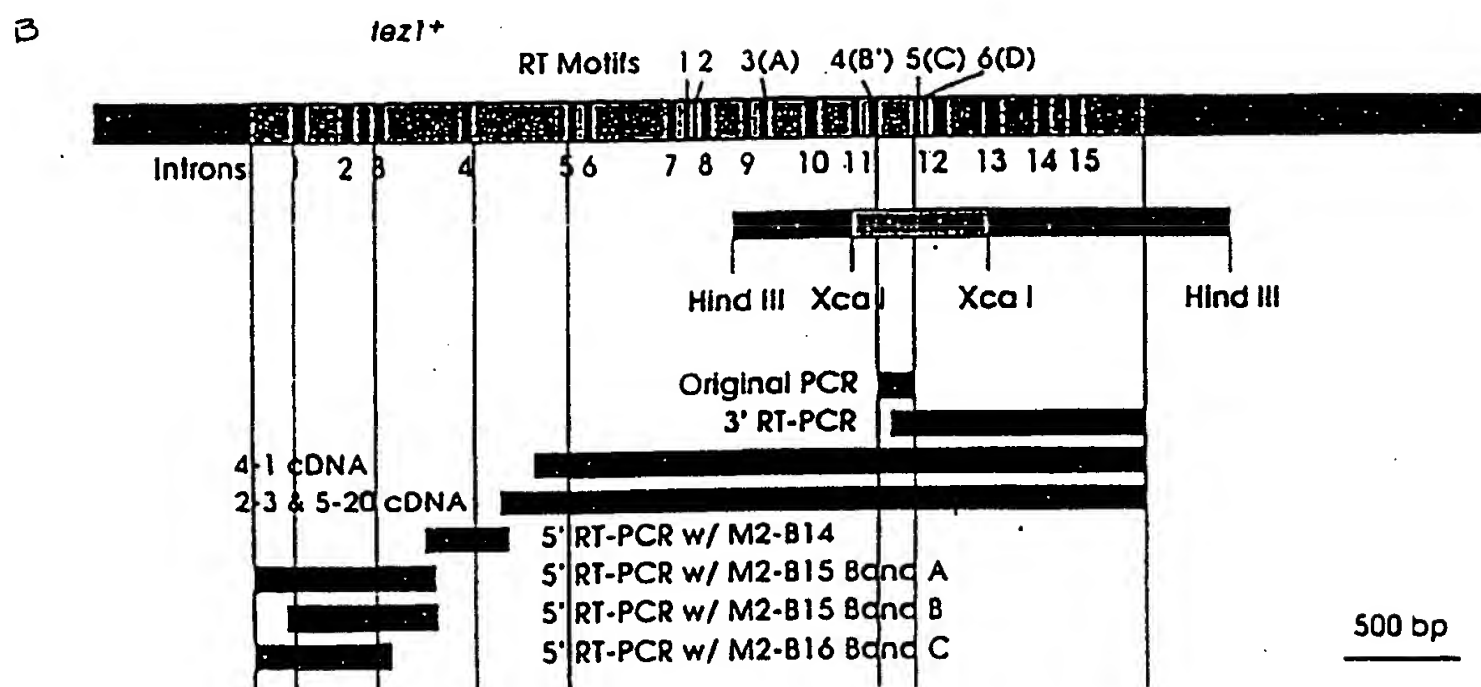 B
tez1+
RT Motifs 1 2 3(A) 4(B') 5(C) 6(D)
Introns 1 2 3 4 5 6 7 8 9 10 11 12 13 14 15
Hind III Xca I Xca I Hind III
Original PCR
3' RT-PCR
4-1 cDNA
2-3 & 5-20 cDNA
5' RT-PCR w/ M2-B14
5' RT-PCR w/ M2-B15 Band A
5' RT-PCR w/ M2-B15 Band B
5' RT-PCR w/ M2-B16 Band C
500 bp